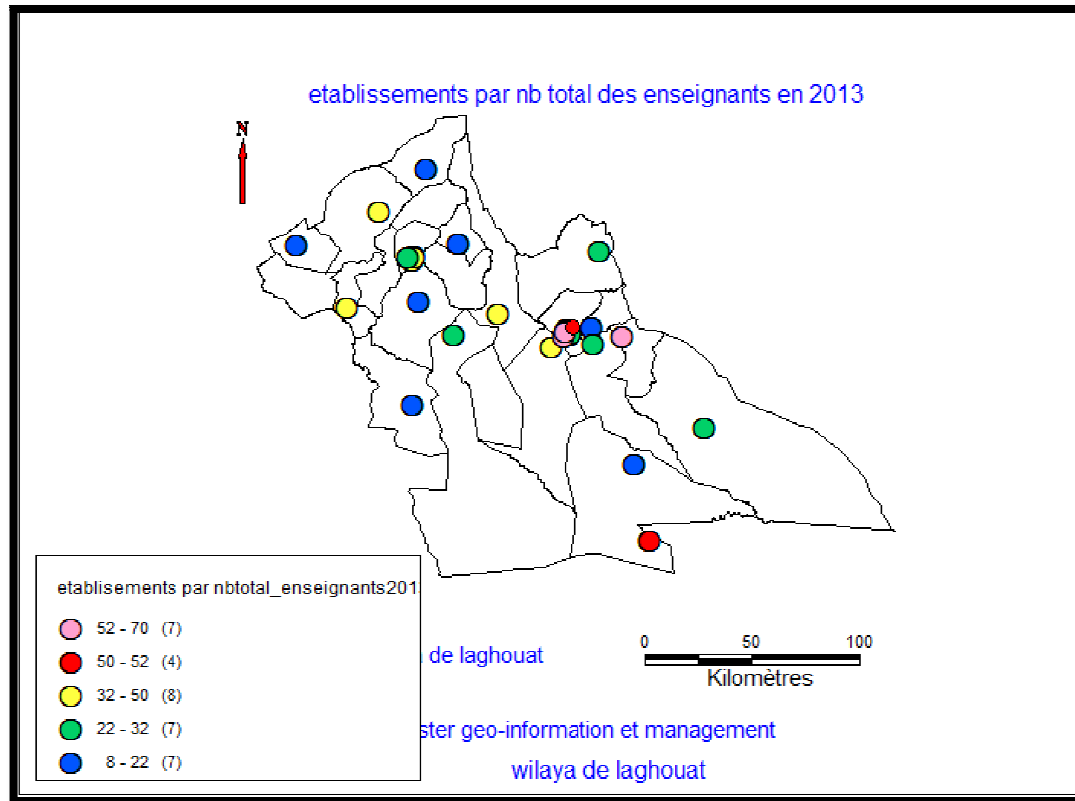 etablissements par nb total des enseignants en 2013
N
etablisements par nbtotal_enseignants201
52 - 70 (7)
50 - 52 (4)
32 - 50 (8)
22 - 32 (7)
8 - 22 (7)
de laghouat
0 50 100
Kilomètres
ster geo-information et management
wilaya de laghouat